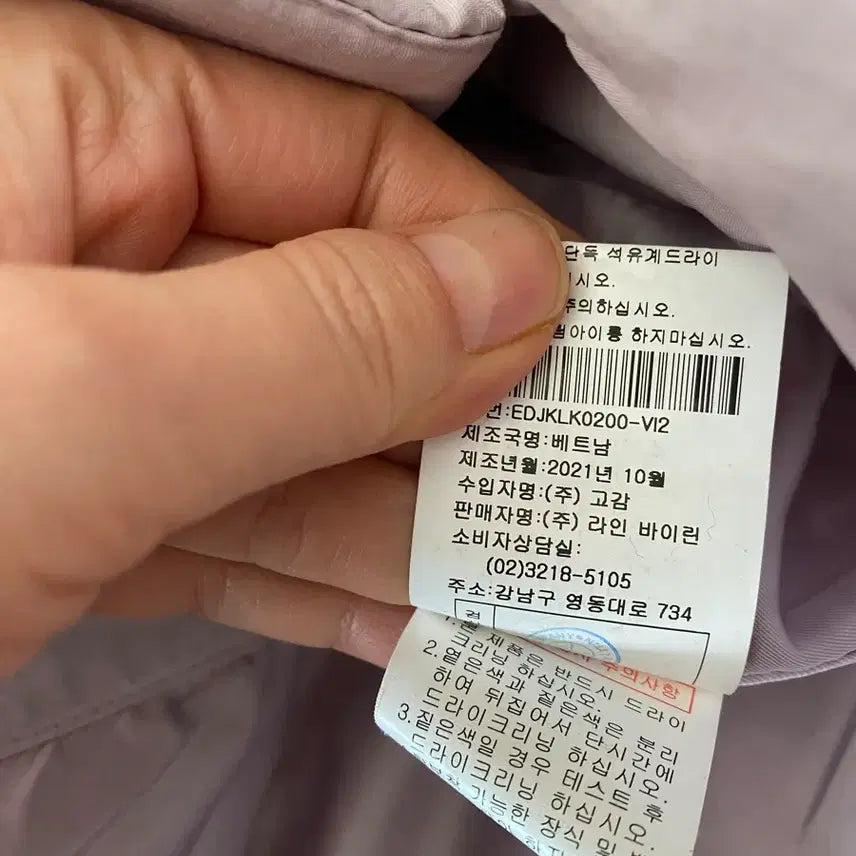 단독 석유계드라이
시오.
주의하십시오.
아이롱 하지마십시오.
번:EDJKLK0200-VI2
제조국명:베트남
제조년월:2021년 10월
수입자명:(주) 고감
판매자명:(주) 라인 바이린
소비자상담실:
(02)3218-5105
주소:강남구 영동대로 734
검
주의사항
1. 제품은 반드시 드라이
크리닝 하십시오.
2. 옅은색과 짙은색은 분리
하여 뒤집어서 단시간에
드라이크리닝 하십시오.
3. 짙은색일 경우 테스트 후
드라이크리닝 하십시오.
가능한 장식 및